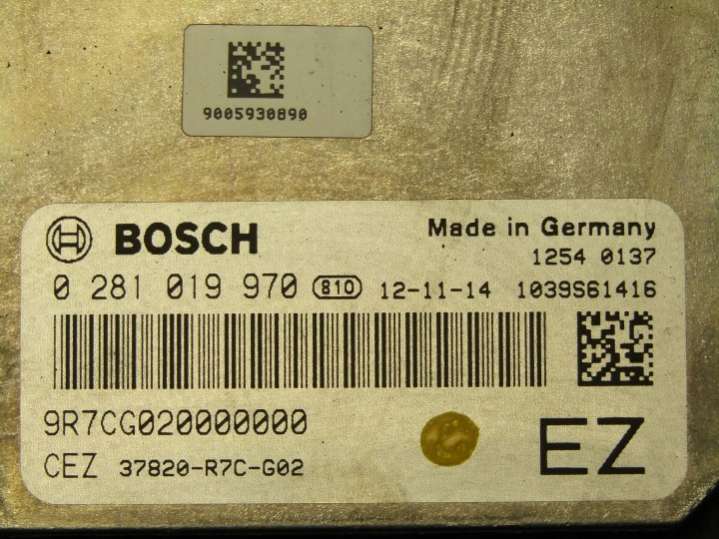 9005930890
BOSCH
Made in Germany
1254 0137
0 281 019 970 810 12-11-14 1039S61416
9R7CG020000000
CEZ 37820-R7C-G02
EZ